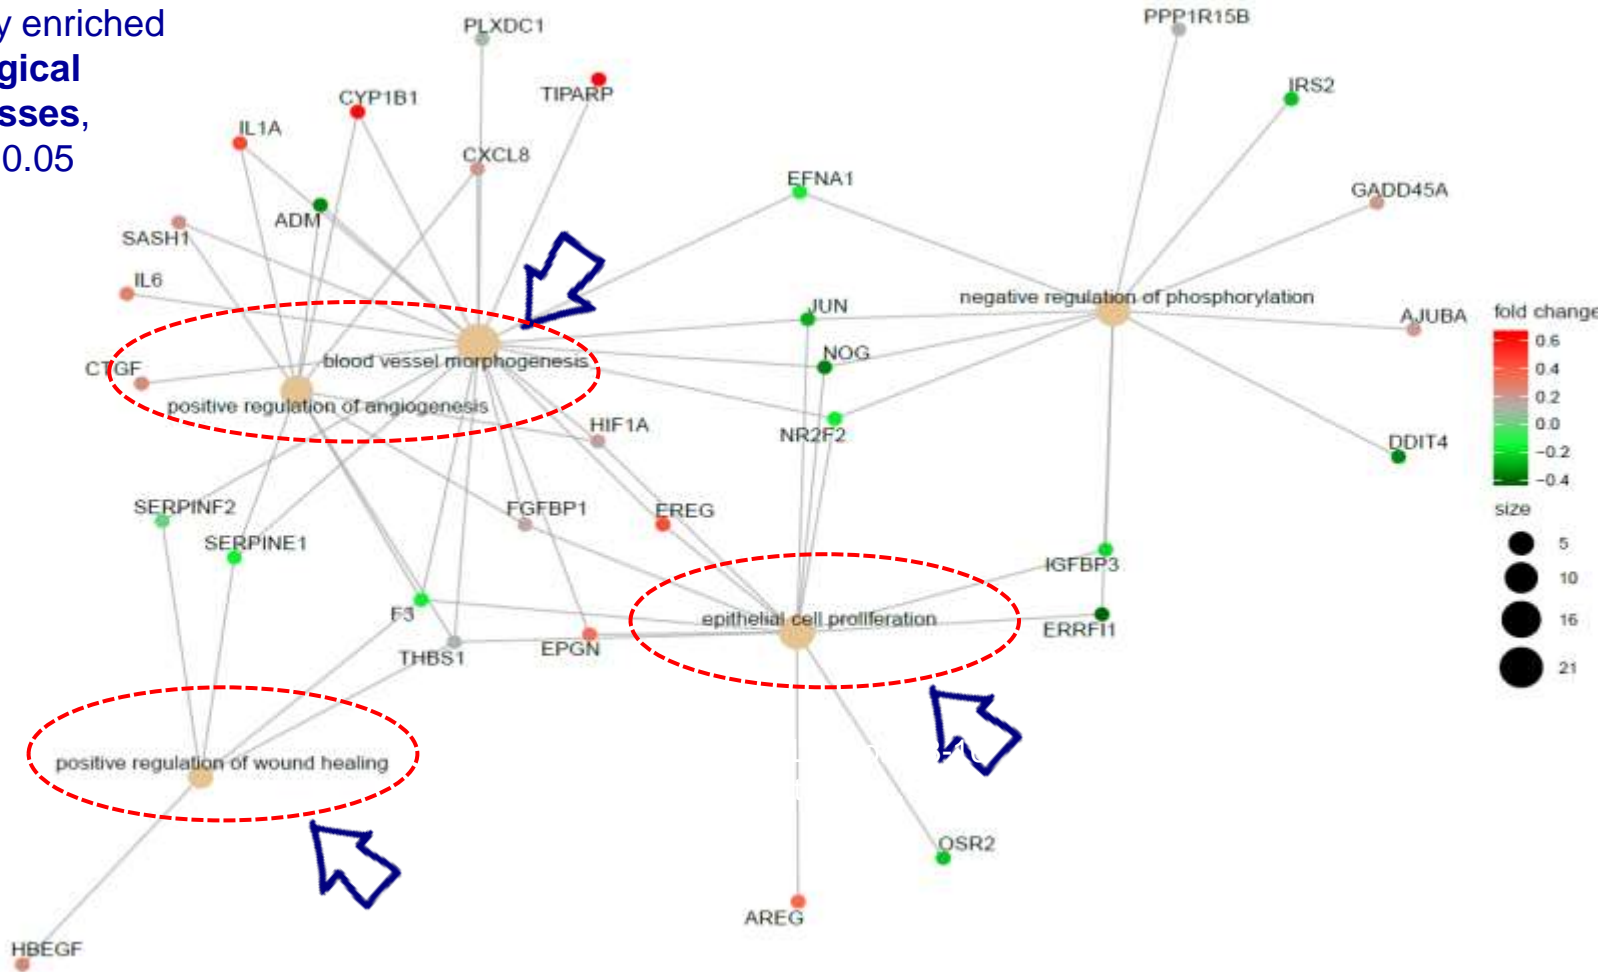 y enriched
gical
sses,
0.05
PLXDC1
PPP1R15B
TIPARP
IRS2
CYP1B1
IL1A
CXCL8
EFNA1
GADD45A
ADM
SASH1
IL6
negative regulation of phosphorylation
JUN
AJUBA
NOG
blood vessel morphogenesis
CTGF
positive regulation of angiogenesis
HIF1A
NR2F2
DDIT4
SERPINF2
FGFBP1
EREG
SERPINE1
IGFBP3
F3
epithelial cell proliferation
ERRFI1
THBS1
EPGN
positive regulation of wound healing
OSR2
AREG
HBEGF
fold change
0.6
0.4
0.2
0.0
−0.2
−0.4
size
5
10
16
21